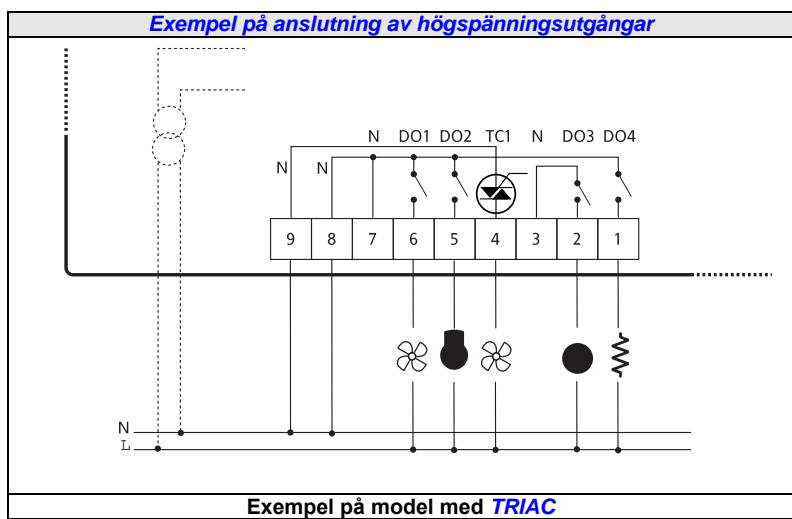 Exempel på anslutning av högspänningsutgångar
N DO1 DO2 TC1 N DO3 DO4
N N
9 8 7 6 5 4 3 2 1
N
L
Exempel på model med TRIAC